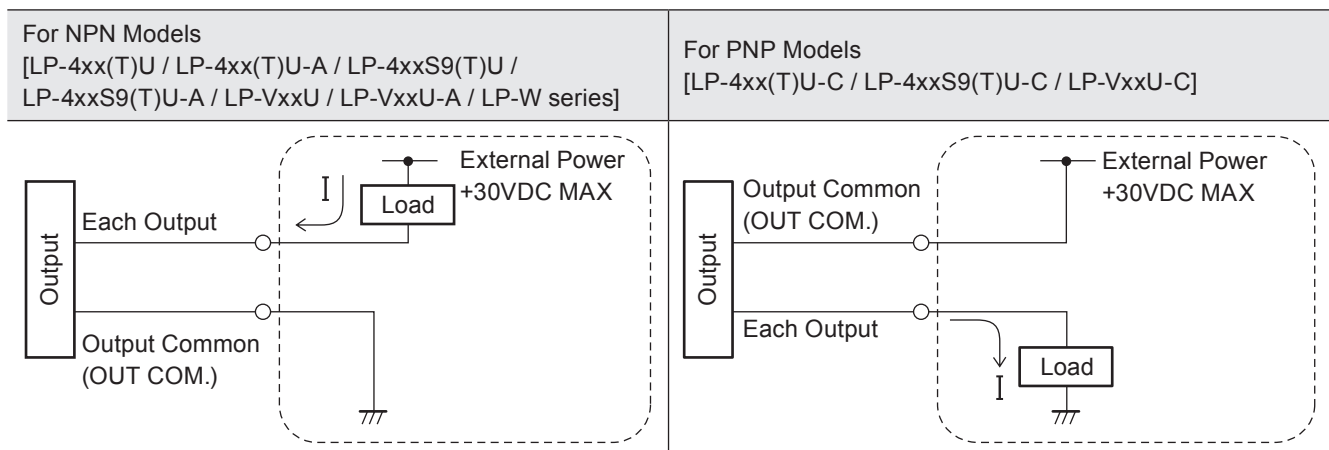 For NPN Models
[LP-4xx(T)U / LP-4xx(T)U-A / LP-4xxS9(T)U /
LP-4xxS9(T)U-A / LP-VxxU / LP-VxxU-A / LP-W series]
For PNP Models
[LP-4xx(T)U-C / LP-4xxS9(T)U-C / LP-VxxU-C]
External Power
+30VDC MAX
I
Load
Each Output
Output
Output Common
(OUT COM.)
External Power
+30VDC MAX
Output Common
(OUT COM.)
Output
Each Output
I
Load